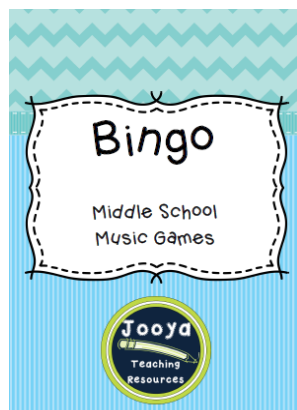 Bingo
Middle School
Music Games
Jooya
Teaching
Resources